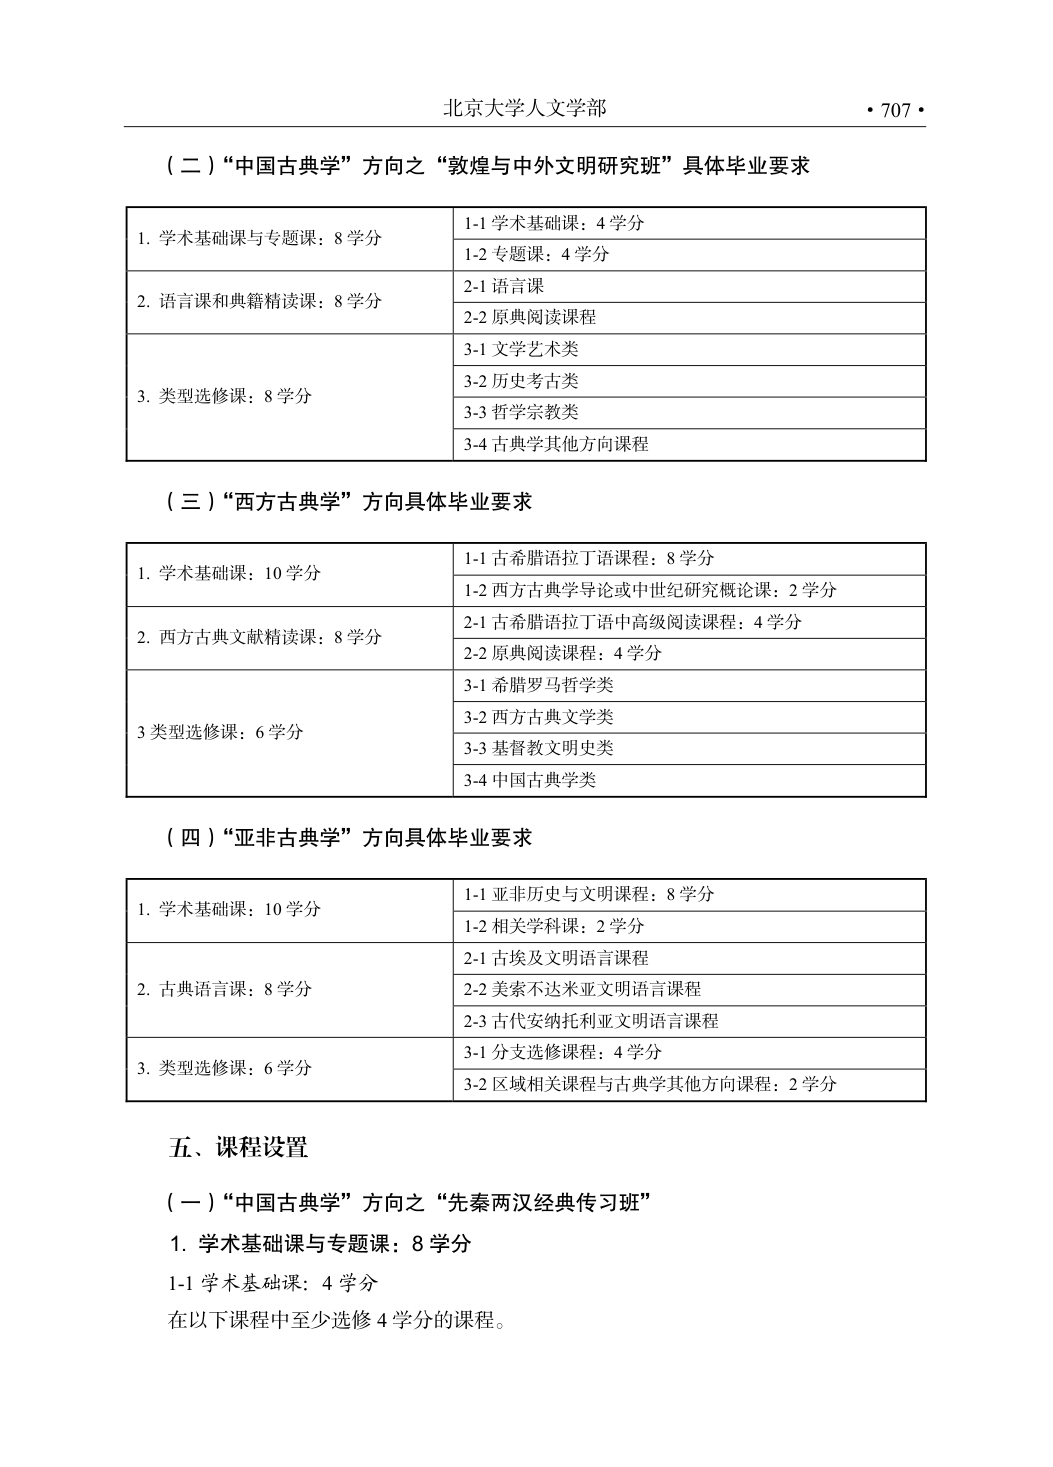 北京大学人文学部
• 707 •
（二）“中国古典学”方向之“敦煌与中外文明研究班”具体毕业要求
1. 学术基础课与专题课：8 学分
1-1 学术基础课：4 学分
1-2 专题课：4 学分
2. 语言课和典籍精读课：8 学分
2-1 语言课
2-2 原典阅读课程
3. 类型选修课：8 学分
3-1 文学艺术类
3-2 历史考古类
3-3 哲学宗教类
3-4 古典学其他方向课程
（三）“西方古典学”方向具体毕业要求
1. 学术基础课：10 学分
1-1 古希腊语拉丁语课程：8 学分
1-2 西方古典学导论或中世纪研究概论课：2 学分
2. 西方古典文献精读课：8 学分
2-1 古希腊语拉丁语中高级阅读课程：4 学分
2-2 原典阅读课程：4 学分
3 类型选修课：6 学分
3-1 希腊罗马哲学类
3-2 西方古典文学类
3-3 基督教文明史类
3-4 中国古典学类
（四）“亚非古典学”方向具体毕业要求
1. 学术基础课：10 学分
1-1 亚非历史与文明课程：8 学分
1-2 相关学科课：2 学分
2. 古典语言课：8 学分
2-1 古埃及文明语言课程
2-2 美索不达米亚文明语言课程
2-3 古代安纳托利亚文明语言课程
3. 类型选修课：6 学分
3-1 分支选修课程：4 学分
3-2 区域相关课程与古典学其他方向课程：2 学分
五、课程设置
（一）“中国古典学”方向之“先秦两汉经典传习班”
1. 学术基础课与专题课：8 学分
1-1 学术基础课：4 学分
在以下课程中至少选修 4 学分的课程。